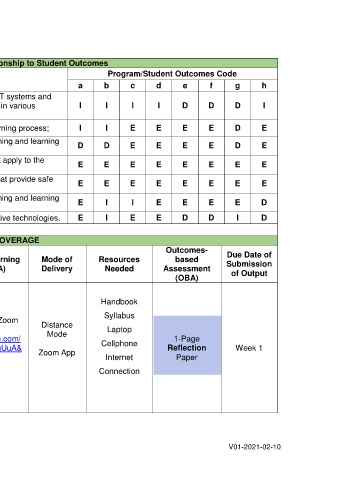 onship to Student Outcomes
Program/Student Outcomes Code
a b c d e f g h
T systems and
in various
I I I I D D D I
rning process; I I E E E E D E
ning and learning
D D E E E E D E
t apply to the
E E E E E E E E
hat provide safe
E E E E E E E E
ning and learning
E I I E E E E D
tive technologies. E I E E D D I D
OVERAGE
rning
A)
Mode of
Delivery
Resources
Needed
Outcomes-
based
Assessment
(OBA)
Due Date of
Submission
of Output
Zoom
e.com/
gUuA&
Distance
Mode
Zoom App
Handbook
Syllabus
Laptop
Cellphone
Internet
Connection
1-Page
Reflection
Paper
Week 1
V01-2021-02-10